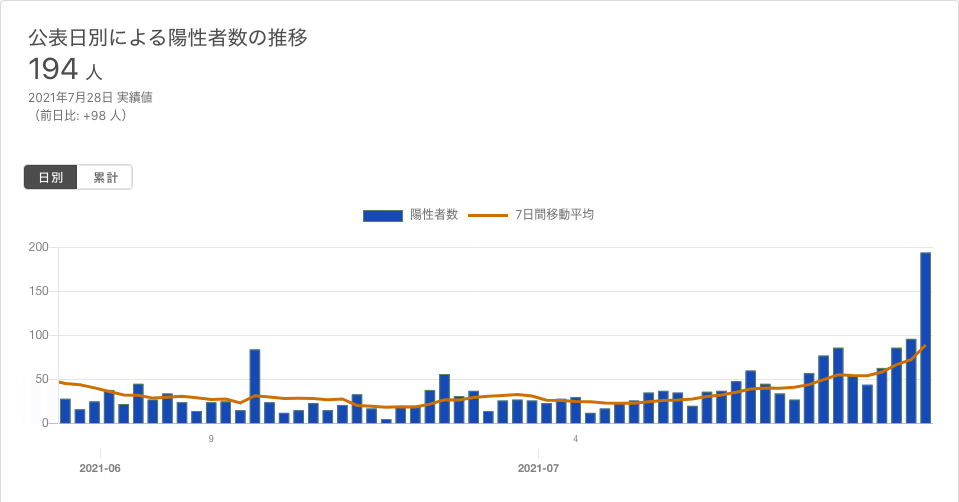 公表日別による陽性者数の推移
194 人
2021年7月28日 実績値
（前日比: +98 人）
日別 累計
陽性者数 7日間移動平均
200
150
100
50
0
9 4
2021-06 2021-07